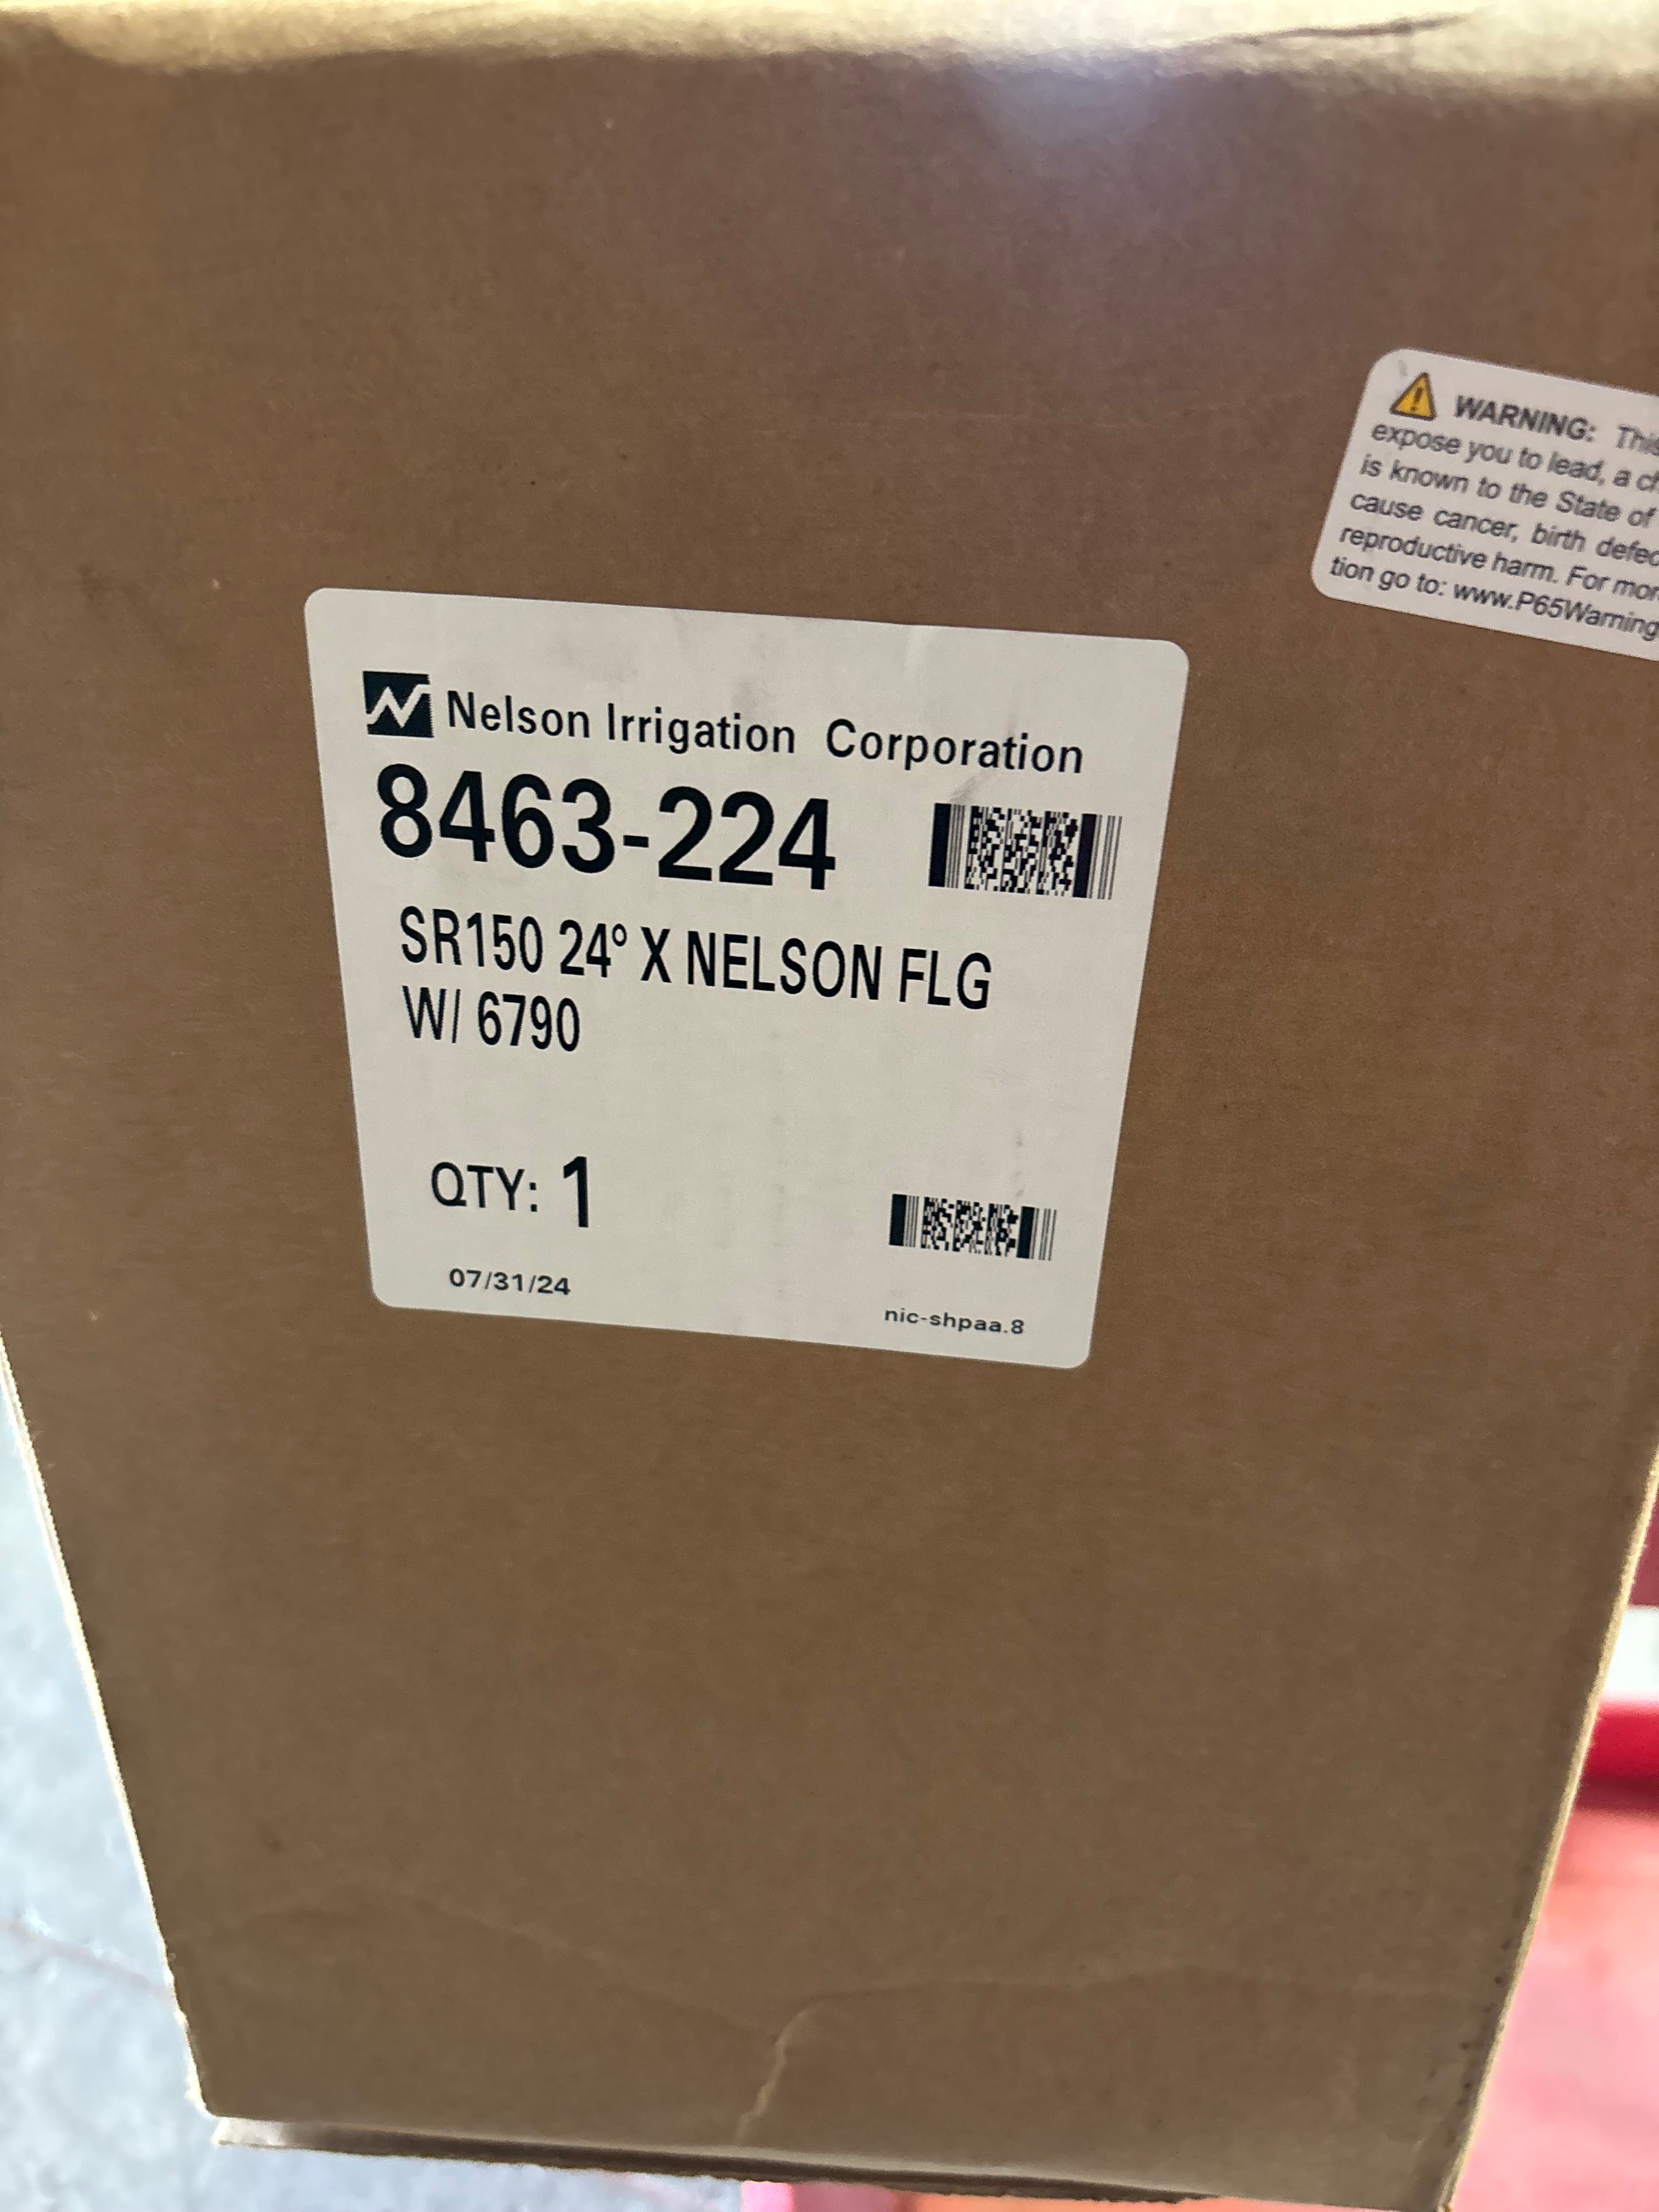 WARNING: This
expose you to lead, a
is known to the State of
cause cancer, birth
reproductive harm. For
tion go to: www.P65Warning
Nelson Irrigation Corporation
8463-224
SR150 24° X NELSON FLG
W/ 6790
QTY: 1
07/31/24
nic-shpaa.8